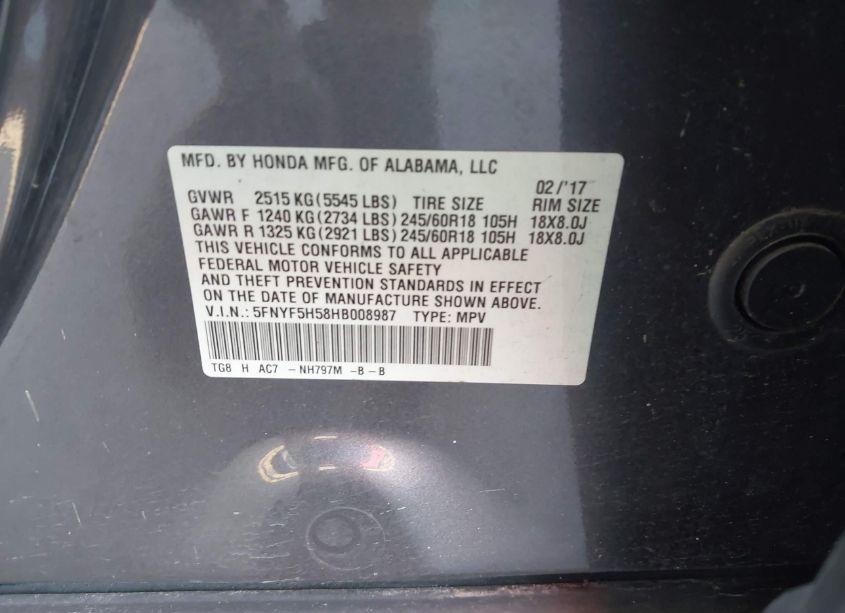 MFD. BY HONDA MFG. OF ALABAMA, LLC
02/'17
GVWR 2515 KG (5545 LBS) TIRE SIZE RIM SIZE
GAWR F 1240 KG (2734 LBS) 245/60R18 105H 18X8.0J
GAWR R 1325 KG (2921 LBS) 245/60R18 105H 18X8.0J
THIS VEHICLE CONFORMS TO ALL APPLICABLE
FEDERAL MOTOR VEHICLE SAFETY
AND THEFT PREVENTION STANDARDS IN EFFECT
ON THE DATE OF MANUFACTURE SHOWN ABOVE.
V.I.N.: 5FNYF5H58HB008987 TYPE: MPV
TG8 H AC7 -NH797M -B-B